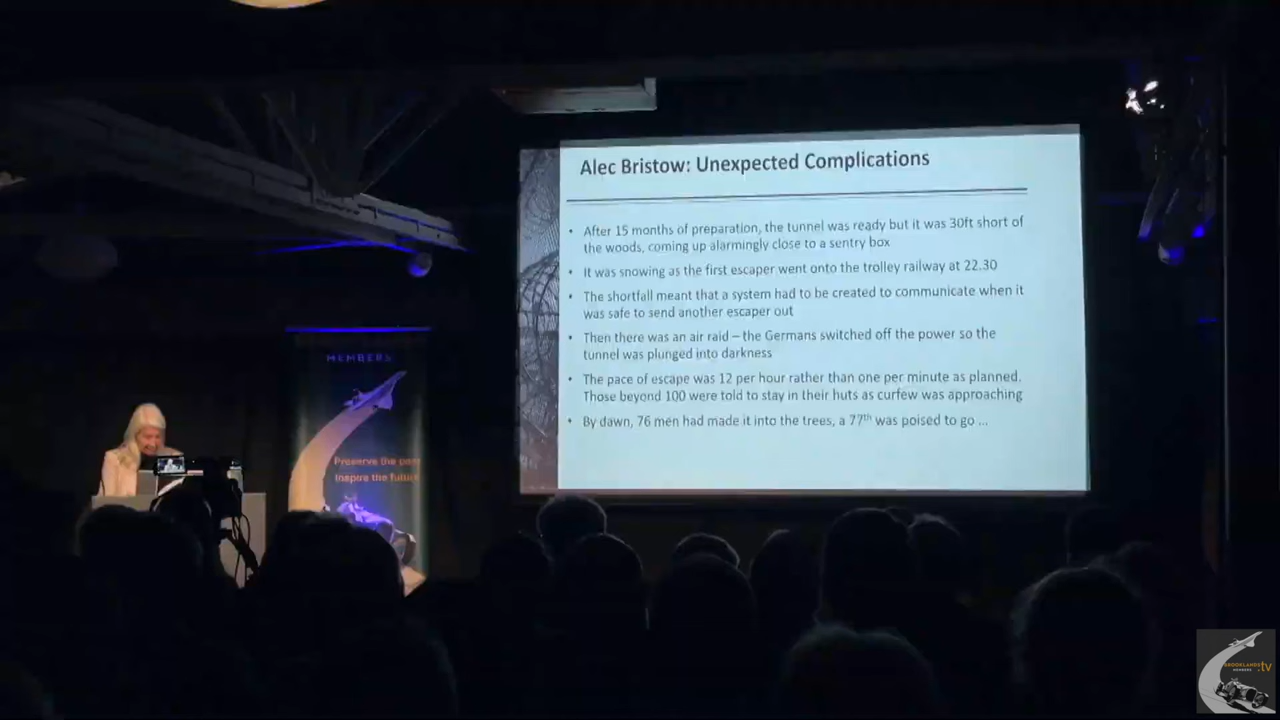 Alec Bristow: Unexpected Complications
• After 15 months of preparation, the tunnel was ready but it was 30ft short of
the woods, coming up alarmingly close to a sentry box
• It was snowing as the first escaper went onto the trolley railway at 22.30
• The shortfall meant that a system had to be created to communicate when it
was safe to send another escaper out
• Then there was an air raid – the Germans switched off the power so the
tunnel was plunged into darkness
• The pace of escape was 12 per hour rather than one per minute as planned.
Those beyond 100 were told to stay in their huts as curfew was approaching
• By dawn, 76 men had made it into the trees, a 77th was poised to go ...
MEMBERS
Preserve the past
Inspire the future
BROOKLANDS
MEMBERS
.tv